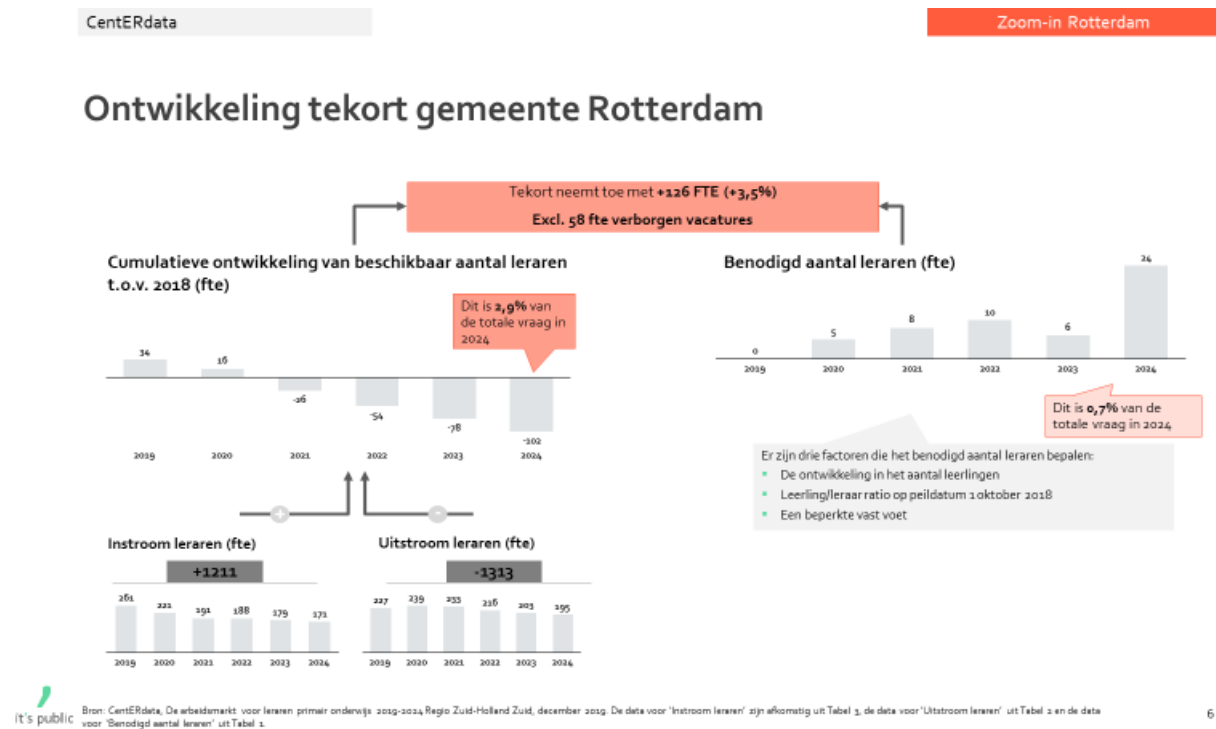 CentERdata
Zoom-in Rotterdam
Ontwikkeling tekort gemeente Rotterdam
Tekort neemt toe met +126 FTE (+3,5%)
Excl. 58 fte verborgen vacatures
Cumulatieve ontwikkeling van beschikbaar aantal leraren
t.o.v. 2018 (fte)
Dit is 2,9% van
de totale vraag in
2024
34
16
-26
-54
-78
-102
2019
2020
2021
2022
2023
2024
Benodigd aantal leraren (fte)
0
5
8
10
6
24
2019
2020
2021
2022
2023
2024
Dit is 0,7% van de
totale vraag in 2024
Er zijn drie factoren die het benodigd aantal leraren bepalen:
De ontwikkeling in het aantal leerlingen
Leerling/leraar ratio op peildatum 1 oktober 2018
Een beperkte vast voet
+
-
Instroom leraren (fte)
+1211
261
221
191
188
179
171
2019
2020
2021
2022
2023
2024
Uitstroom leraren (fte)
-1313
227
239
233
216
203
195
2019
2020
2021
2022
2023
2024
it's public
Bron: CentERdata, De arbeidsmarkt voor leraren primair onderwijs 2019-2024 Regio Zuid-Holland Zuid, december 2019. De data voor 'Instroom leraren' zijn afkomstig uit Tabel 3, de data voor 'Uitstroom leraren' uit Tabel 2 en de data
voor 'Benodigd aantal leraren' uit Tabel 1.
6